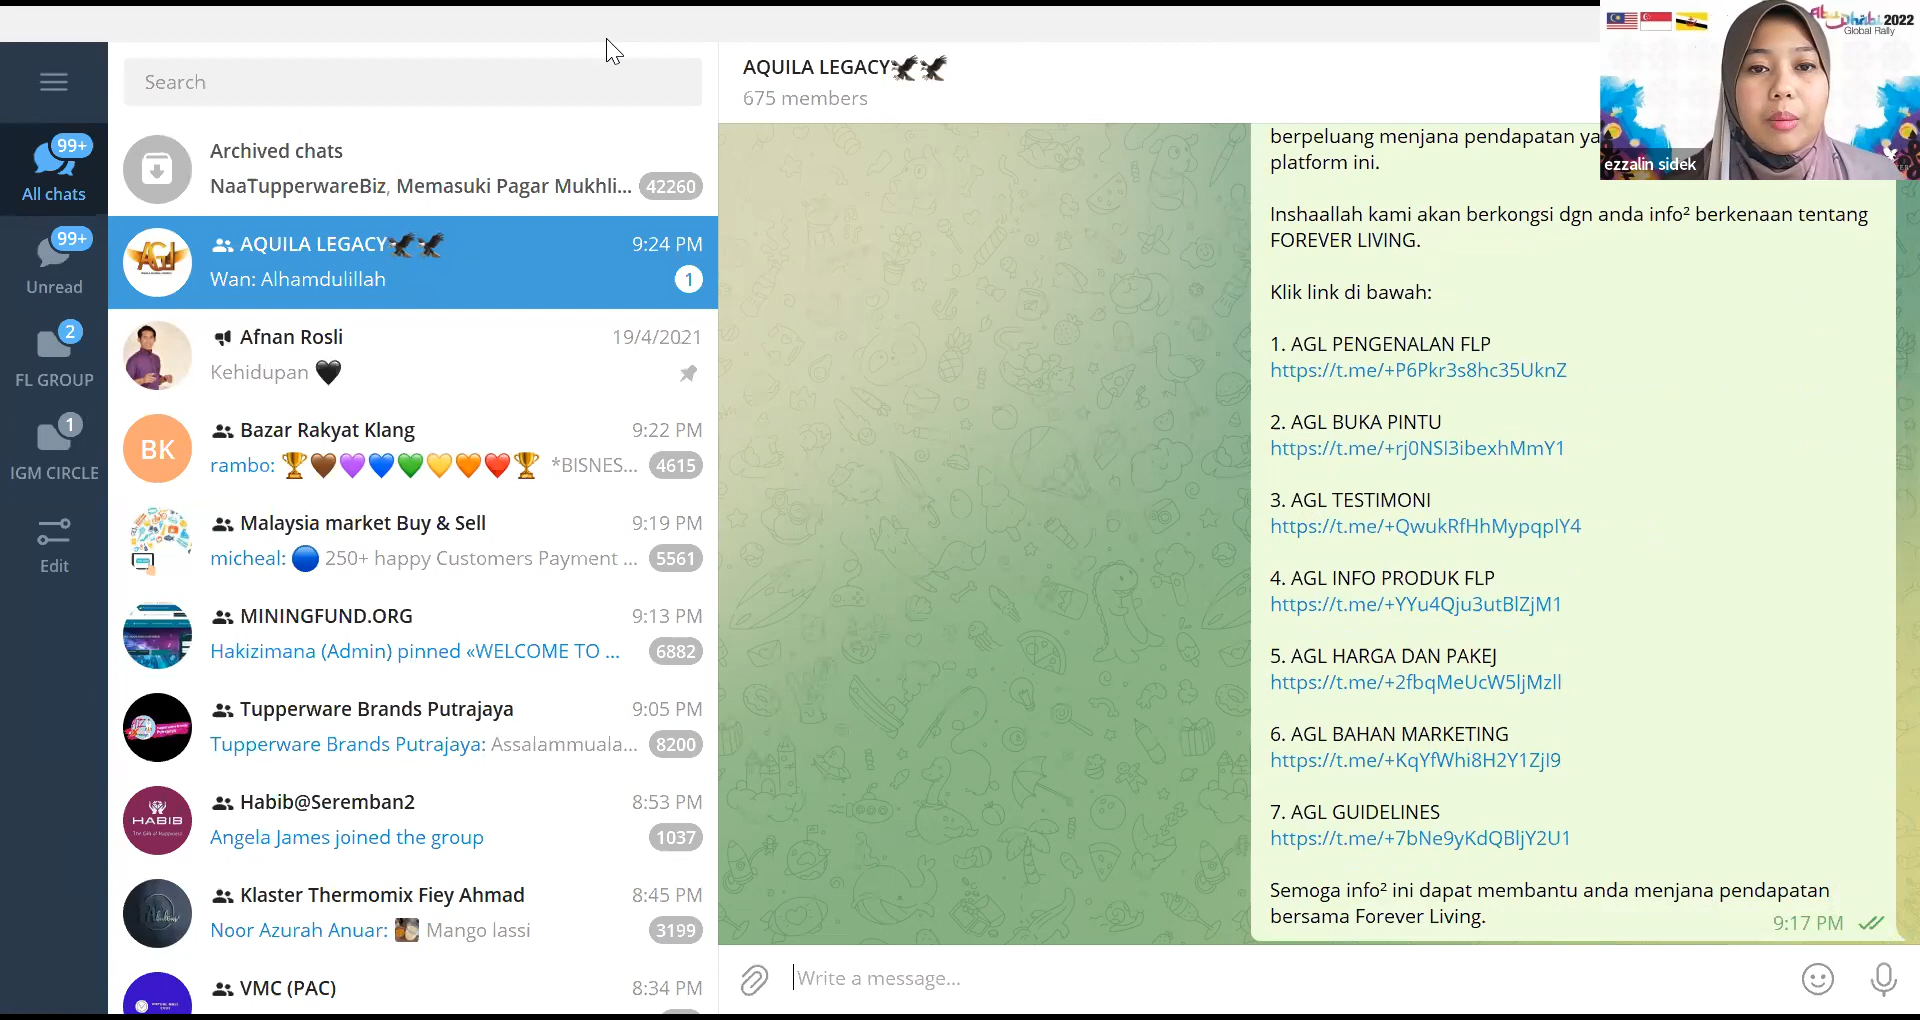 Search
99+
All chats
99+
Unread
2
FL GROUP
1
IGM CIRCLE
Edit
Archived chats
NaaTupperwareBiz, Memasuki Pagar Mukhli... 42260
AGL
AQUILA LEGACY🦅🦅 9:24 PM
Wan: Alhamdulillah 1
Afnan Rosli 19/4/2021
Kehidupan 🖤
BK
Bazar Rakyat Klang 9:22 PM
rambo: 🏆🤎💜💙💚💛🧡❤️🏆 *BISNES... 4615
Malaysia market Buy & Sell 9:19 PM
micheal: 🔵 250+ happy Customers Payment ... 5561
MININGFUND.ORG 9:13 PM
Hakizimana (Admin) pinned «WELCOME TO ... 6882
Tupperware Brands Putrajaya 9:05 PM
Tupperware Brands Putrajaya: Assalammuala... 8200
HABIB
Habib@Seremban2 8:53 PM
Angela James joined the group 1037
Klaster Thermomix Fiey Ahmad 8:45 PM
Noor Azurah Anuar: Mango lassi 3199
VMC (PAC) 8:34 PM
AQUILA LEGACY🦅🦅
675 members
berpeluang menjana pendapatan ya
platform ini.
Inshaallah kami akan berkongsi dgn anda info² berkenaan tentang
FOREVER LIVING.
Klik link di bawah:
1. AGL PENGENALAN FLP
https://t.me/+P6Pkr3s8hc35UknZ
2. AGL BUKA PINTU
https://t.me/+rj0NSl3ibexhMmY1
3. AGL TESTIMONI
https://t.me/+QwukRfHhMypqpIY4
4. AGL INFO PRODUK FLP
https://t.me/+YYu4Qju3utBlZjM1
5. AGL HARGA DAN PAKEJ
https://t.me/+2fbqMeUcW5ljMzll
6. AGL BAHAN MARKETING
https://t.me/+KqYfWhi8H2Y1ZjI9
7. AGL GUIDELINES
https://t.me/+7bNe9yKdQBljY2U1
Semoga info² ini dapat membantu anda menjana pendapatan
bersama Forever Living.
9:17 PM
Write a message...
Abu Dhabi 2022
Global Rally
ezzalin sidek